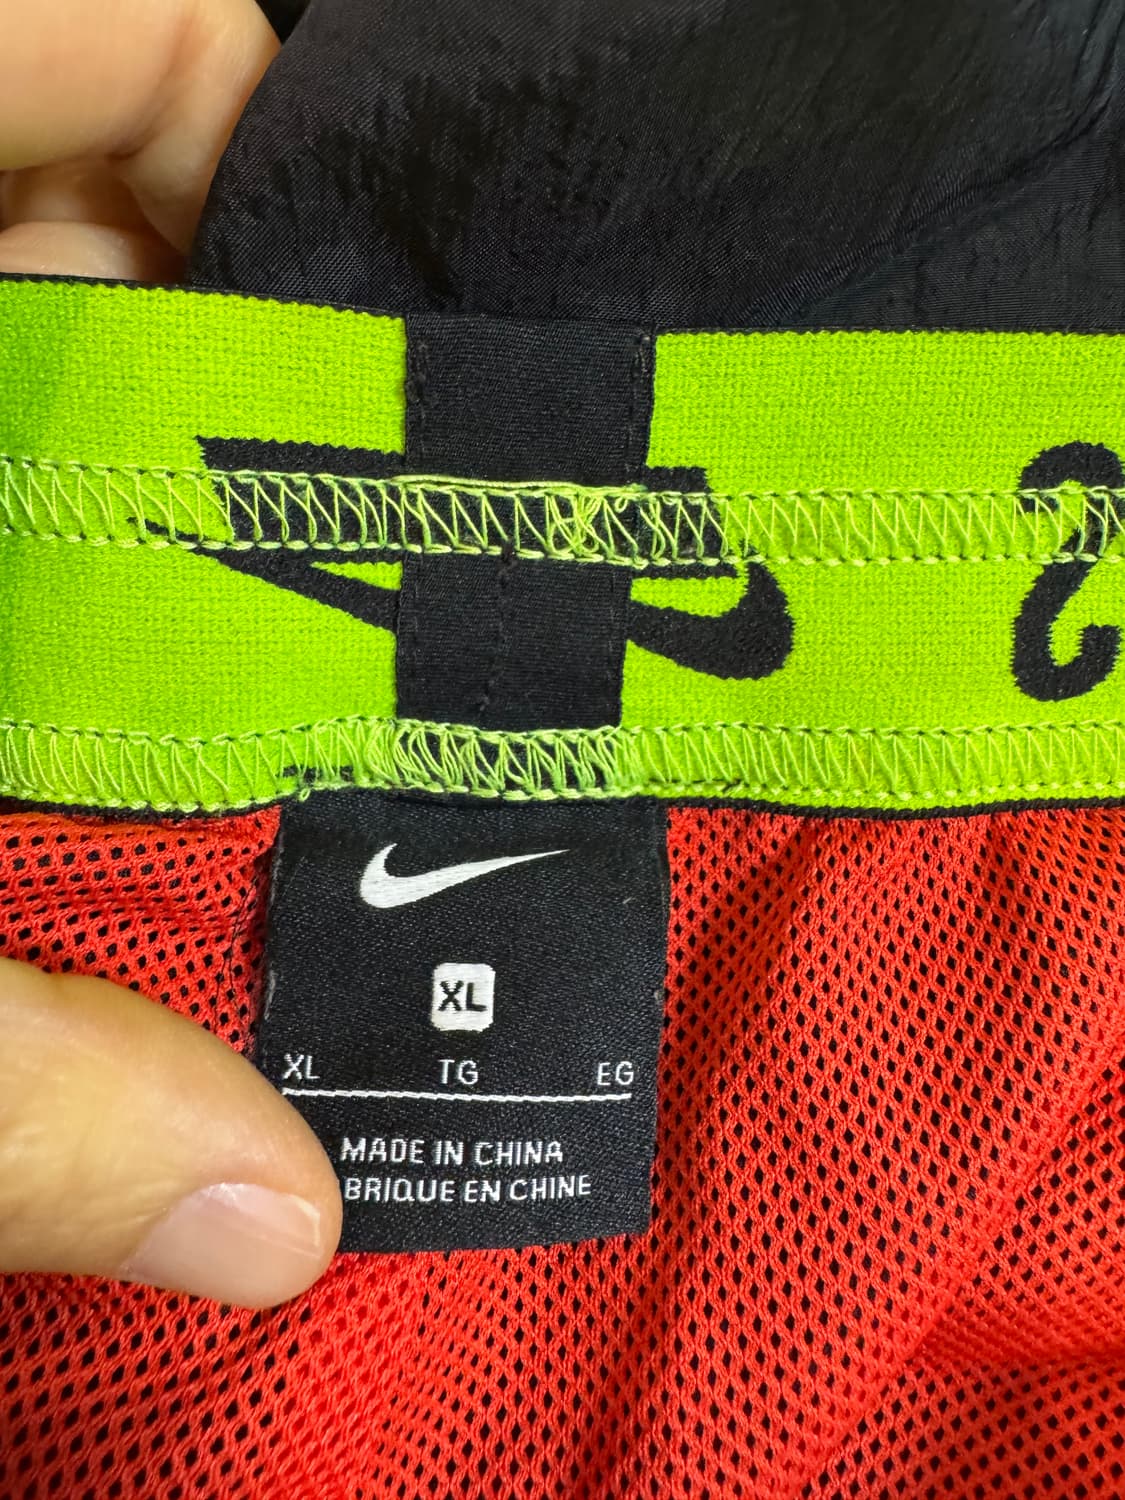 XL
XL TG EG
MADE IN CHINA
BRIQUE EN CHINE